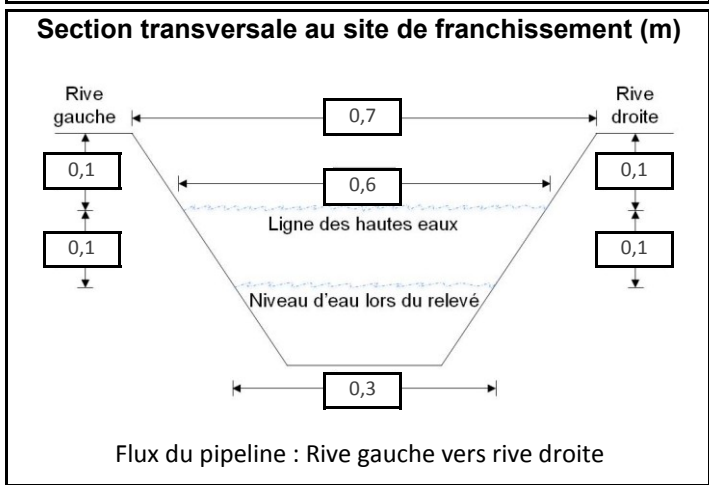 Section transversale au site de franchissement (m)
Rive
gauche
0,7
Rive
droite
0,1
0,6
0,1
Ligne des hautes eaux
0,1
0,1
Niveau d'eau lors du relevé
0,3
Flux du pipeline : Rive gauche vers rive droite